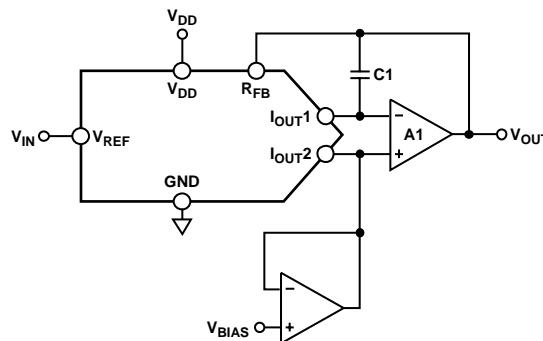 VDD
VDD
RFB
C1
IOUT1
−
A1
VIN
VREF
VOUT
IOUT2
+
GND
−
VBIAS
+